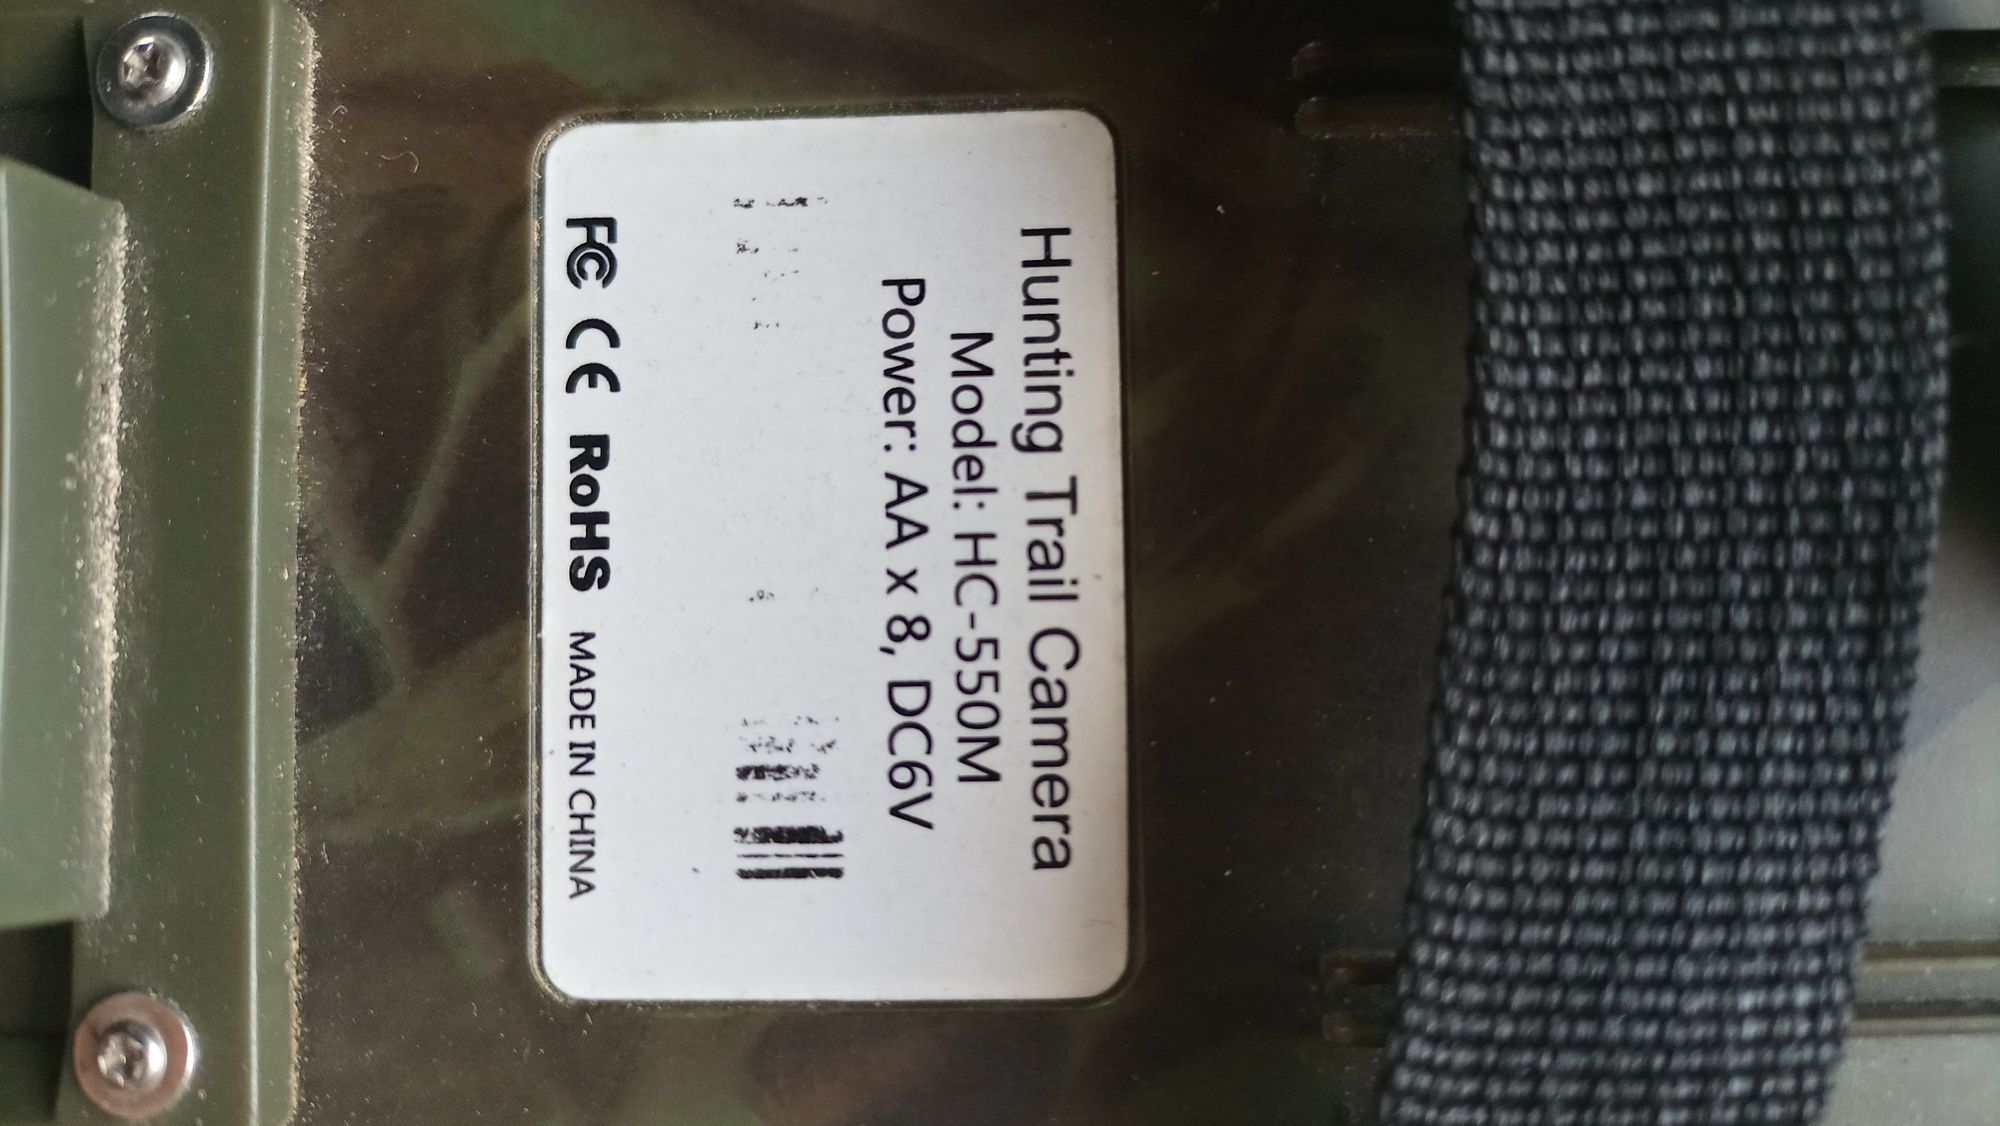 Hunting Trail Camera
Model: HC-550M
Power: AA x 8, DC6V
FC CE RoHS MADE IN CHINA